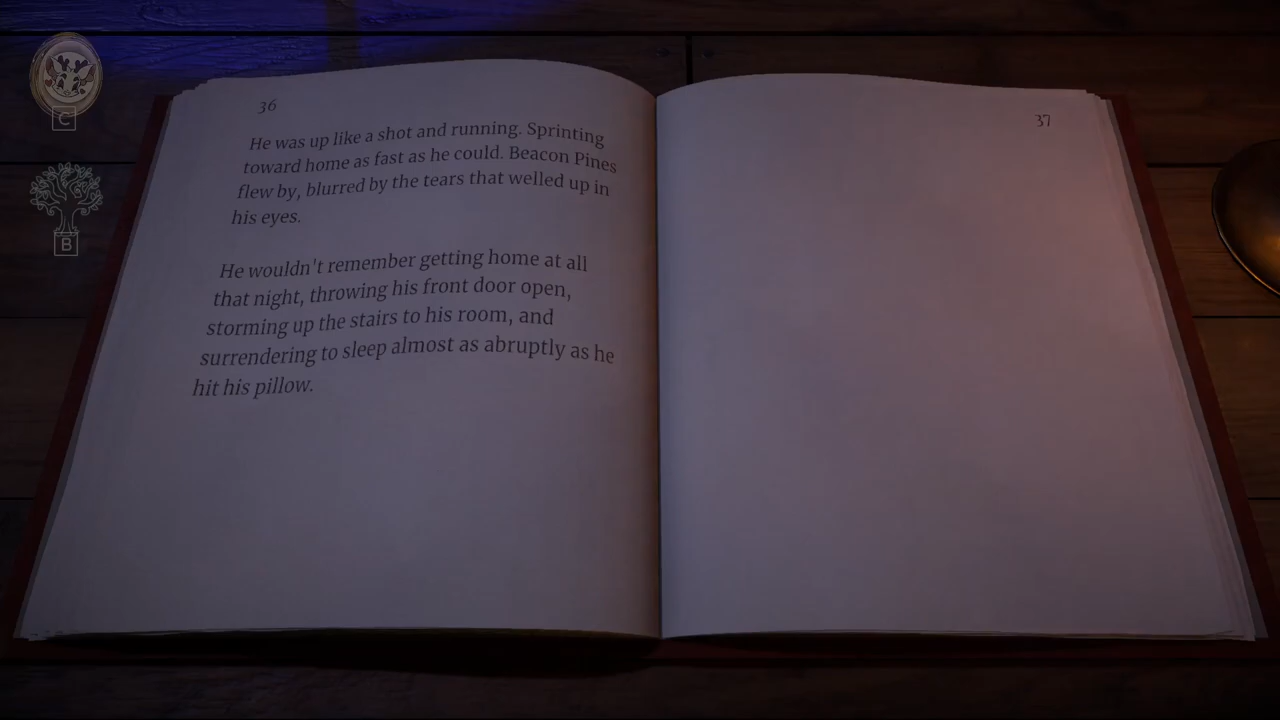 36
He was up like a shot and running. Sprinting
toward home as fast as he could. Beacon Pines
flew by, blurred by the tears that welled up in
his eyes.
He wouldn't remember getting home at all
that night, throwing his front door open,
storming up the stairs to his room, and
surrendering to sleep almost as abruptly as he
hit his pillow.
37
C
B